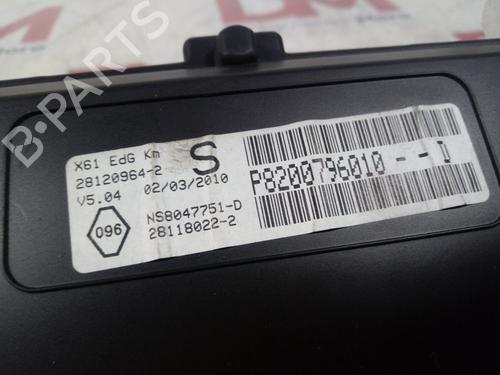 X61 EdG Km
28120964-2
V5.04 02/03/2010
S
096
NS8047751-D
28118022-2
P8200796010--D
B-PARTS